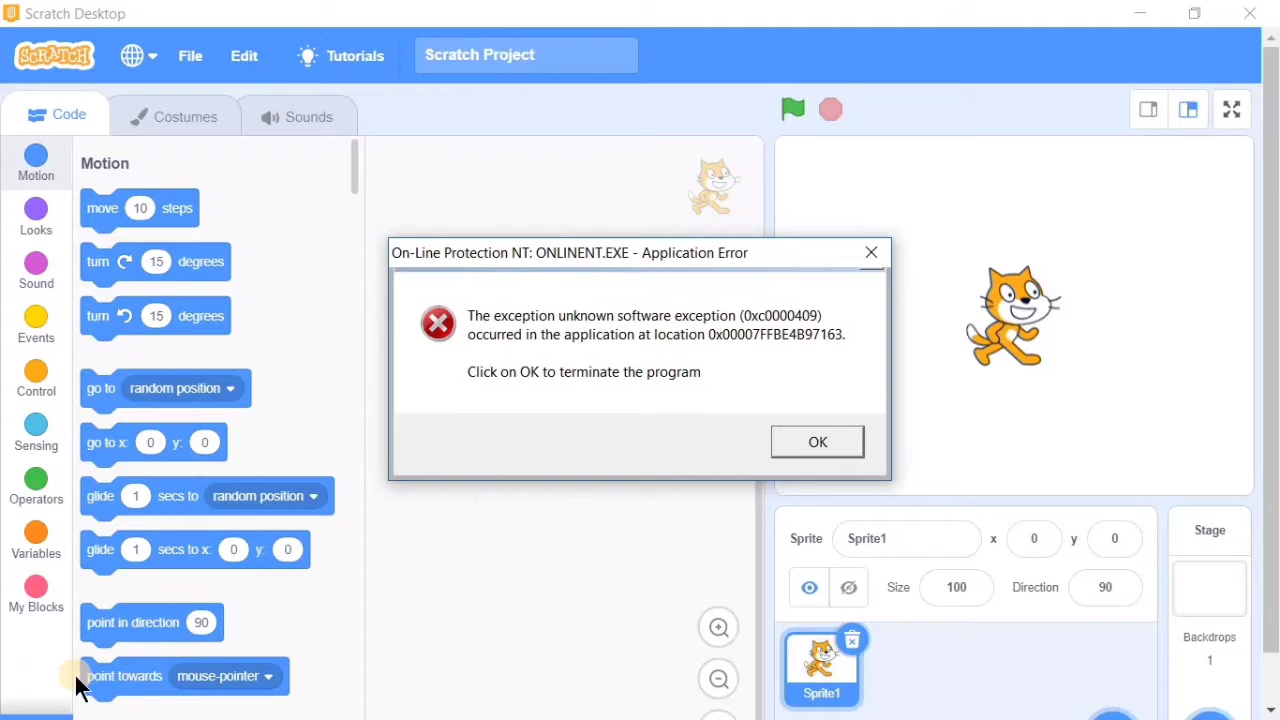 Scratch Desktop
SCRATCH
File
Edit
Tutorials
Scratch Project
Code
Costumes
Sounds
Motion
Looks
Sound
Events
Control
Sensing
Operators
Variables
My Blocks
Motion
move 10 steps
turn 15 degrees
turn 15 degrees
go to random position
go to x: 0 y: 0
glide 1 secs to random position
glide 1 secs to x: 0 y: 0
point in direction 90
point towards mouse-pointer
On-Line Protection NT: ONLINENT.EXE - Application Error
The exception unknown software exception (0xc0000409)
occurred in the application at location 0x00007FFBE4B97163.
Click on OK to terminate the program
OK
Sprite Sprite1 x 0 y 0
Size 100 Direction 90
Sprite1
Stage
Backdrops
1